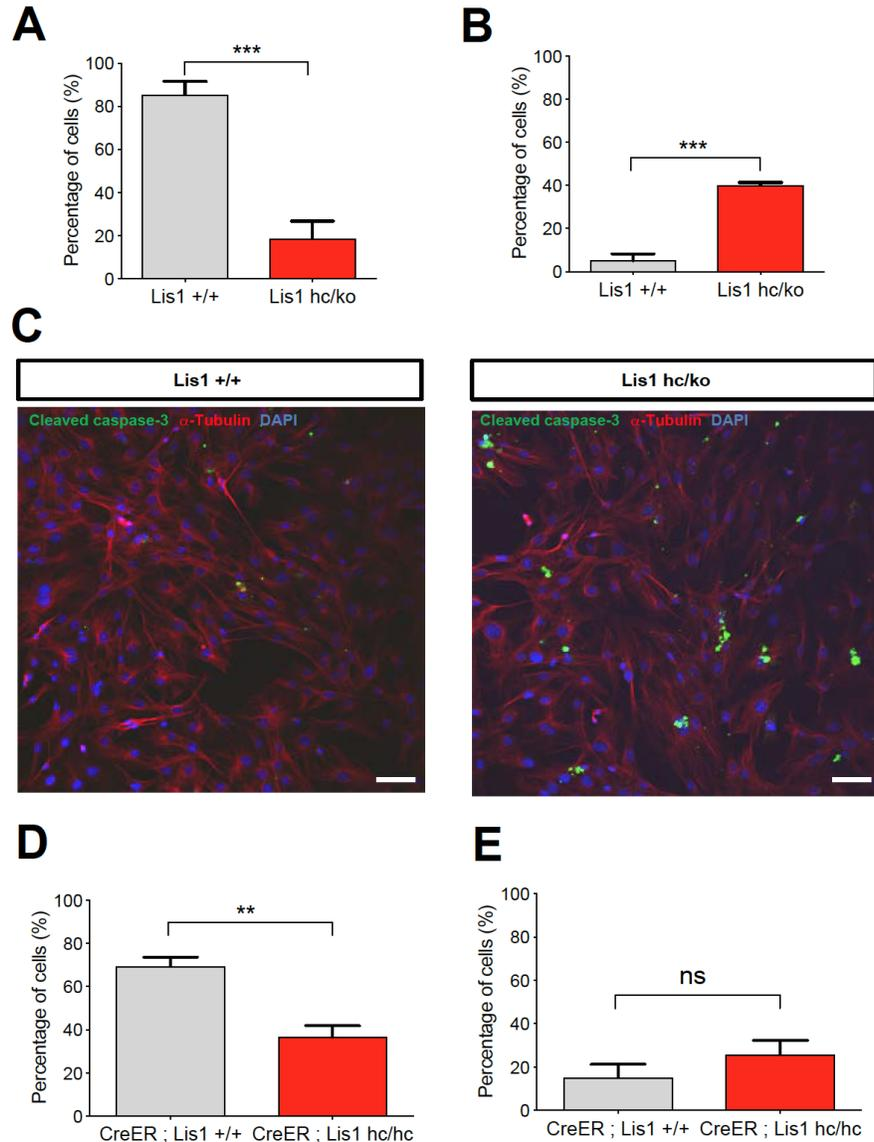 A
Percentage of cells (%)
100
80
60
40
20
0
***
Lis1 +/+ Lis1 hc/ko
B
Percentage of cells (%)
100
80
60
40
20
0
***
Lis1 +/+ Lis1 hc/ko
C
Lis1 +/+
Cleaved caspase-3 α-Tubulin DAPI
Lis1 hc/ko
Cleaved caspase-3 α-Tubulin DAPI
D
Percentage of cells (%)
100
80
60
40
20
0
**
CreER ; Lis1 +/+ CreER ; Lis1 hc/hc
E
Percentage of cells (%)
100
80
60
40
20
0
ns
CreER ; Lis1 +/+ CreER ; Lis1 hc/hc